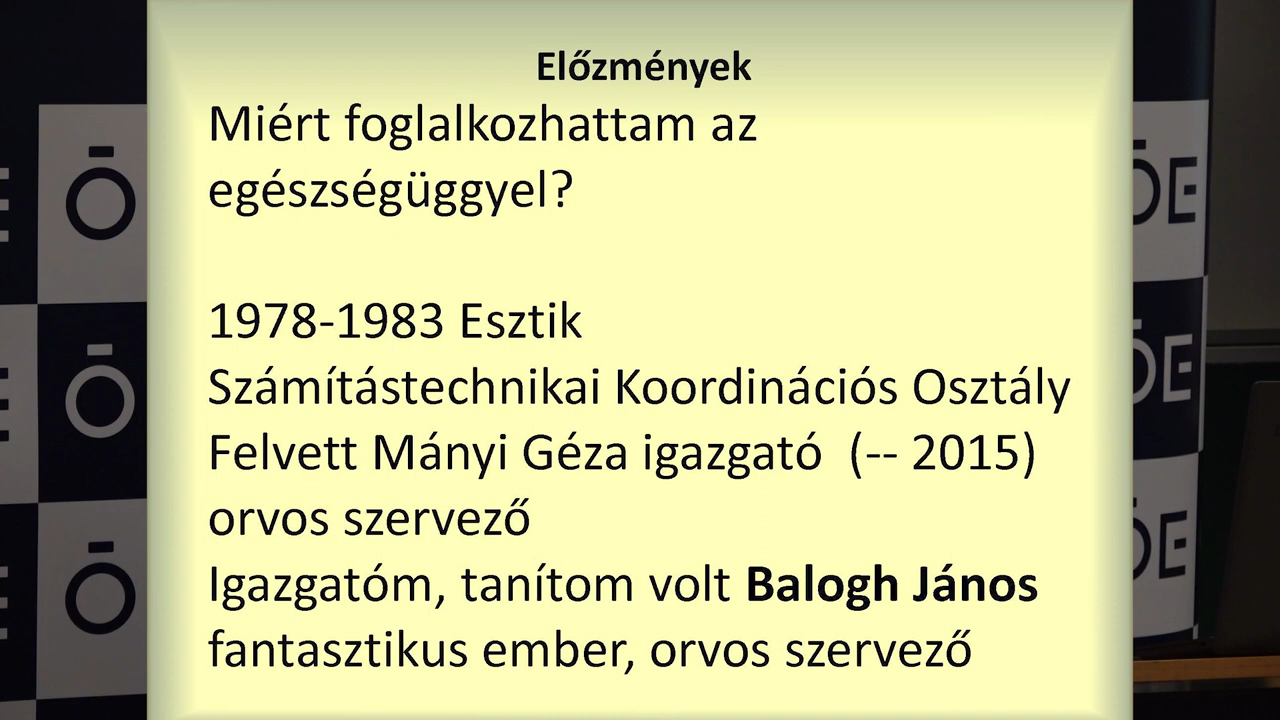 Előzmények
Miért foglalkozhattam az
egészségüggyel?
1978-1983 Esztik
Számítástechnikai Koordinációs Osztály
Felvett Mányi Géza igazgató (-- 2015)
orvos szervező
Igazgatóm, tanítom volt Balogh János
fantasztikus ember, orvos szervező